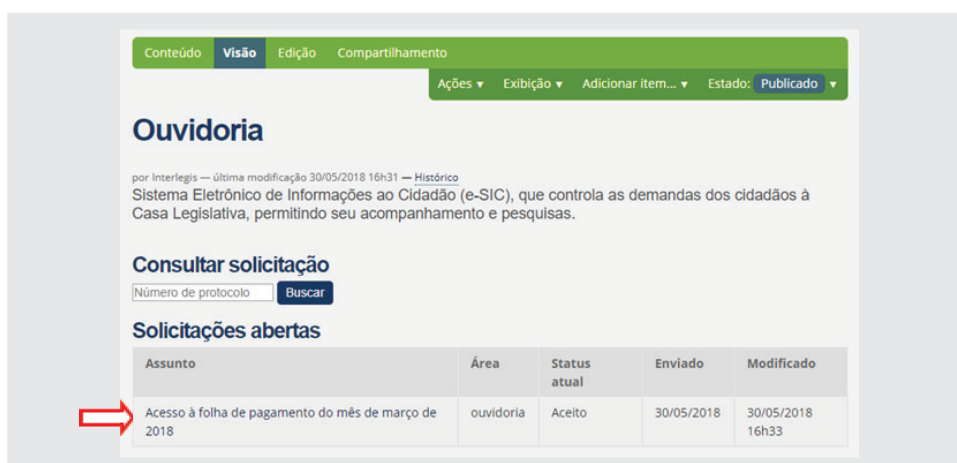 Conteúdo Visão Edição Compartilhamento
Ações ▾ Exibição ▾ Adicionar item... ▾ Estado: Publicado ▾
Ouvidoria
por Interlegis — última modificação 30/05/2018 16h31 — Histórico
Sistema Eletrônico de Informações ao Cidadão (e-SIC), que controla as demandas dos cidadãos à
Casa Legislativa, permitindo seu acompanhamento e pesquisas.
Consultar solicitação
Número de protocolo Buscar
Solicitações abertas
Assunto Área Status Enviado Modificado
atual
Acesso à folha de pagamento do mês de março de ouvidoria Aceito 30/05/2018 30/05/2018
2018 16h33